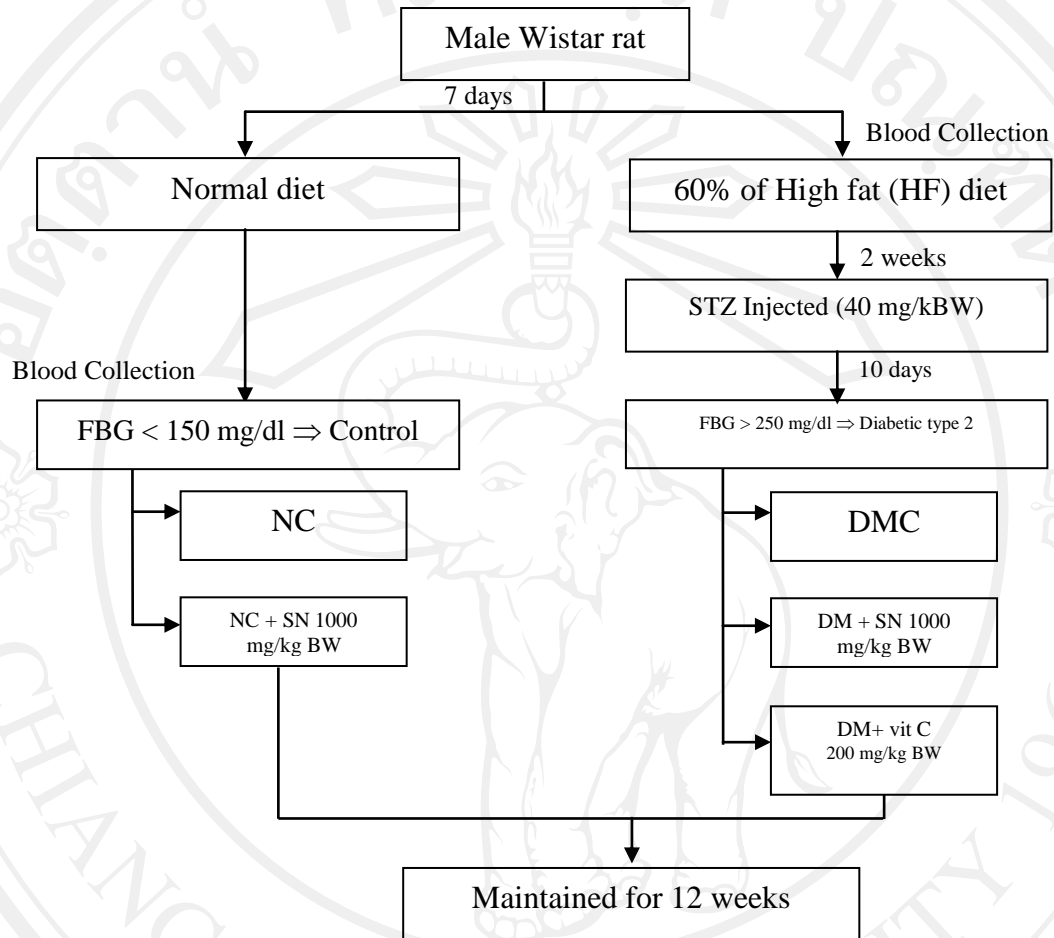 Male Wistar rat
7 days
Blood Collection
Normal diet
60% of High fat (HF) diet
2 weeks
STZ Injected (40 mg/kBW)
10 days
Blood Collection
FBG < 150 mg/dl ⇒ Control
FBG > 250 mg/dl ⇒ Diabetic type 2
NC
DMC
NC + SN 1000
mg/kg BW
DM + SN 1000
mg/kg BW
DM+ vit C
200 mg/kg BW
Maintained for 12 weeks
CHIANG